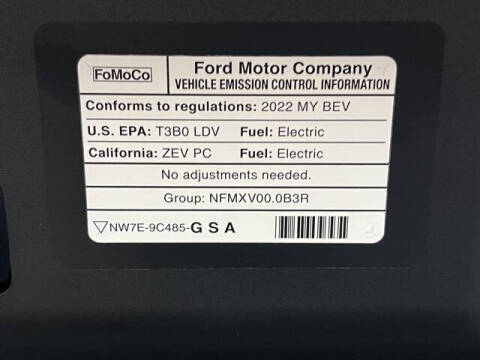 FoMoCo
Ford Motor Company
VEHICLE EMISSION CONTROL INFORMATION
Conforms to regulations: 2022 MY BEV
U.S. EPA: T3B0 LDV Fuel: Electric
California: ZEV PC Fuel: Electric
No adjustments needed.
Group: NFMXV00.0B3R
NW7E-9C485-G S A